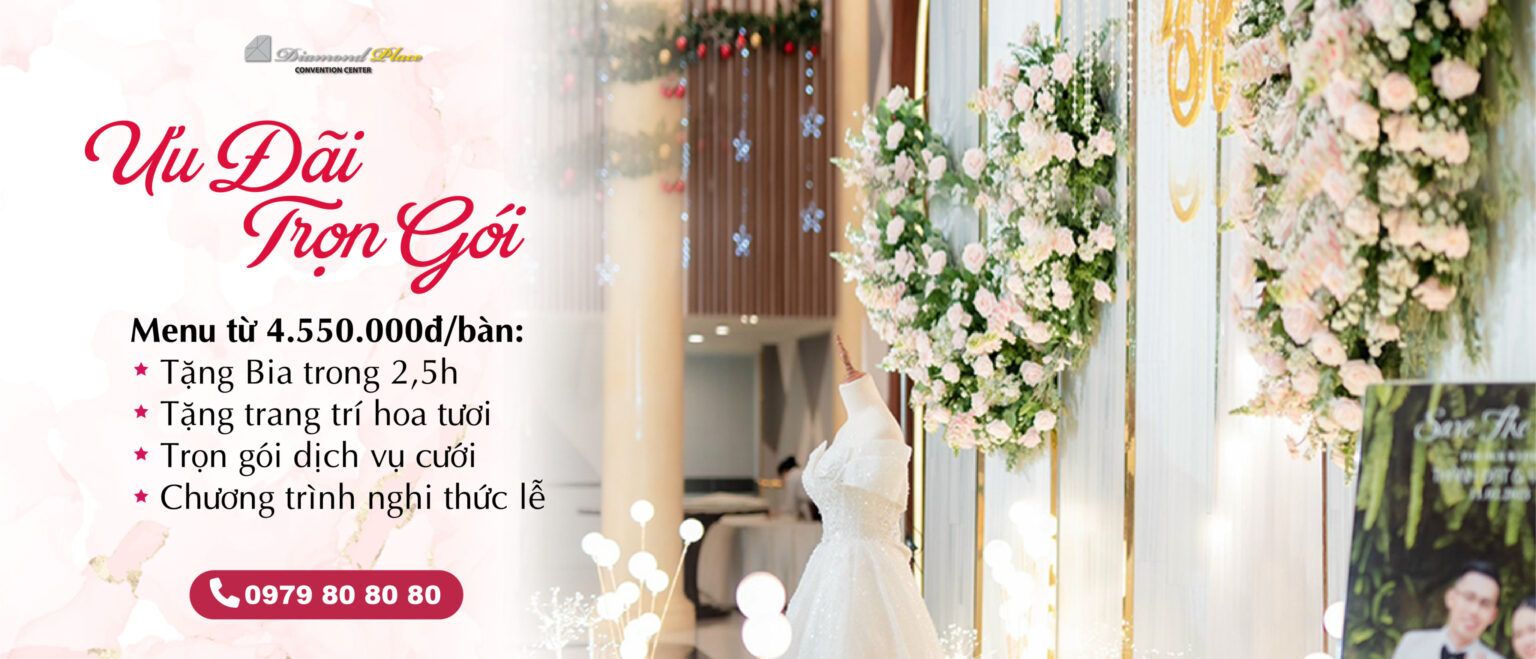 Diamond Place
CONVENTION CENTER
Ưu Đãi
Trọn Gói
Menu từ 4.550.000đ/bàn:
★ Tặng Bia trong 2,5h
★ Tặng trang trí hoa tươi
★ Trọn gói dịch vụ cưới
★ Chương trình nghi thức lễ
0979 80 80 80
Save The